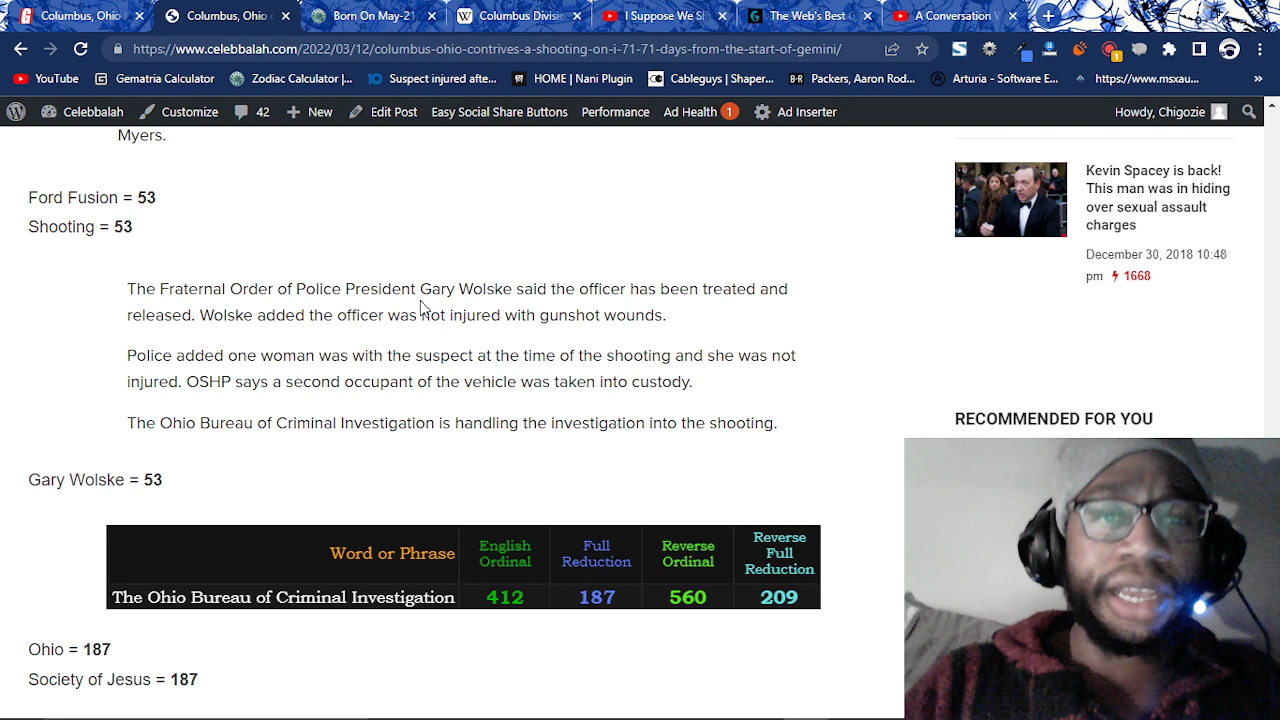 Columbus, Ohio
Columbus, Ohio
Born On May-21
Columbus Divisi
I Suppose We Sh
The Web's Best
A Conversation
https://www.celebbalah.com/2022/03/12/columbus-ohio-contrives-a-shooting-on-i-71-71-days-from-the-start-of-gemini/
YouTube
Gematria Calculator
Zodiac Calculator |...
Suspect injured afte...
HOME | Nani Plugin
Cableguys | Shaper...
Packers, Aaron Rod...
Arturia - Software E...
https://www.msxau...
»
Celebbalah
Customize
42
New
Edit Post
Easy Social Share Buttons
Performance
Ad Health 1
Ad Inserter
Howdy, Chigozie
Myers.
Ford Fusion = 53
Shooting = 53
The Fraternal Order of Police President Gary Wolske said the officer has been treated and
released. Wolske added the officer was not injured with gunshot wounds.
Police added one woman was with the suspect at the time of the shooting and she was not
injured. OSHP says a second occupant of the vehicle was taken into custody.
The Ohio Bureau of Criminal Investigation is handling the investigation into the shooting.
Gary Wolske = 53
Word or Phrase
English
Ordinal
Full
Reduction
Reverse
Ordinal
Reverse
Full
Reduction
The Ohio Bureau of Criminal Investigation 412 187 560 209
Ohio = 187
Society of Jesus = 187
Kevin Spacey is back!
This man was in hiding
over sexual assault
charges
December 30, 2018 10:48
pm 1668
RECOMMENDED FOR YOU